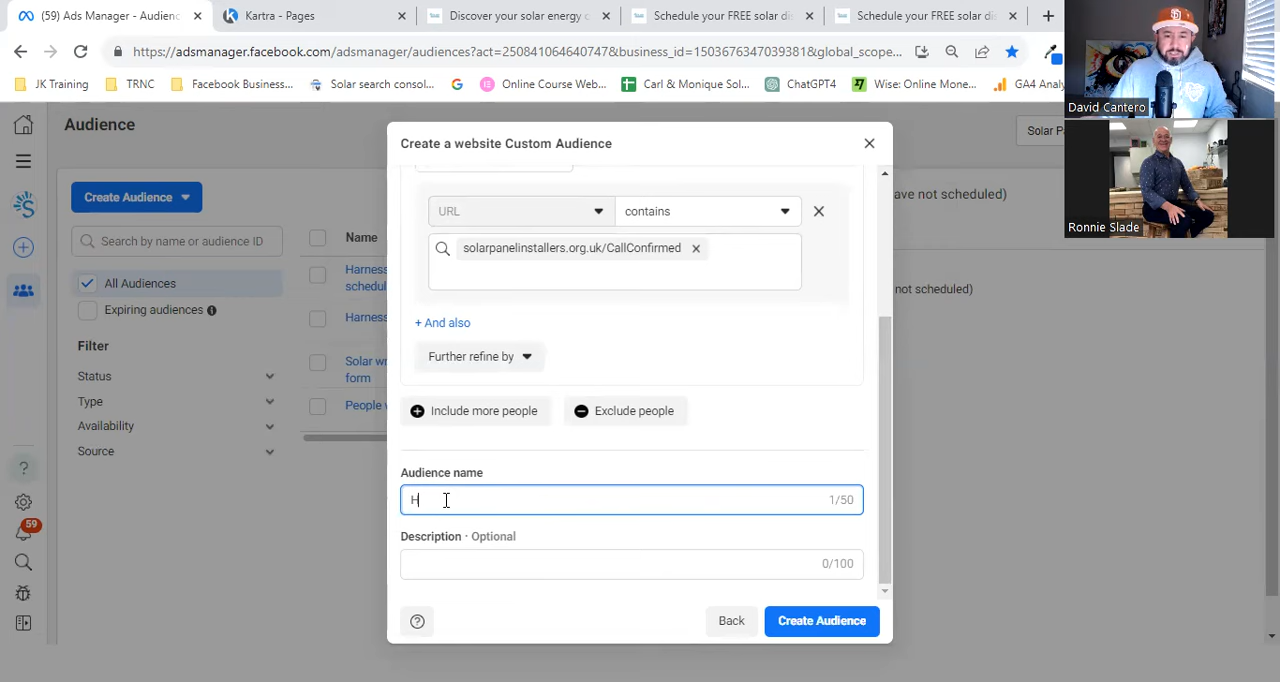 (59) Ads Manager - Audienc
Kartra - Pages
Discover your solar energy c
Schedule your FREE solar di
Schedule your FREE solar di
https://adsmanager.facebook.com/adsmanager/audiences?act=2508410646407​47&business_id=1503676347039381&global_scope...
JK Training
TRNC
Facebook Business...
Solar search consol...
Online Course Web...
Carl & Monique Sol...
ChatGPT4
Wise: Online Mone...
GA4 Analy
David Cantero
Ronnie Slade
Audience
Solar P
Create Audience
Search by name or audience ID
All Audiences
Expiring audiences
Filter
Status
Type
Availability
Source
?
59
Name
Harness
schedul
Harness
Solar wr
form
People w
ave not scheduled)
not scheduled)
Create a website Custom Audience
URL
contains
solarpanelinstallers.org.uk/CallConfirmed
+ And also
Further refine by
Include more people
Exclude people
Audience name
H
1/50
Description · Optional
0/100
?
Back
Create Audience